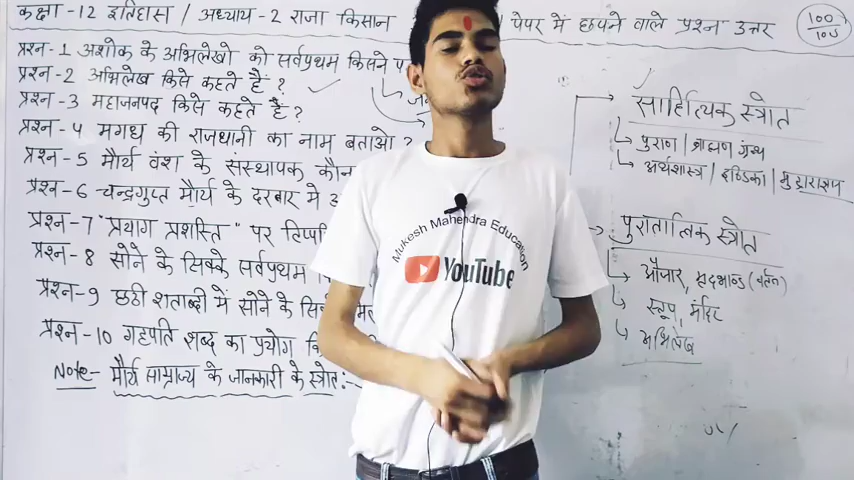 कक्षा-12 इतिहास / अध्याय-2 राजा किसान पेपर में छपने वाले प्रश्न उत्तर
100/100
प्रश्न-1 अशोक के अभिलेखो को सर्वप्रथम किसने प
प्रश्न-2 अभिलेख किसे कहते हैं ?
प्रश्न-3 महाजनपद किसे कहते हैं ?
प्रश्न-4 मगध की राजधानी का नाम बताओ ?
प्रश्न-5 मौर्य वंश के संस्थापक कौन
प्रश्न-6 चन्द्रगुप्त मौर्य के दरबार मे
प्रश्न-7 "प्रयाग प्रशस्ति" पर टिप्प
प्रश्न-8 सोने के सिक्के सर्वप्रथम
प्रश्न-9 छठी शताब्दी में सोने के सि
प्रश्न-10 गृहपति शब्द का प्रयोग कि
Note- मौर्य साम्राज्य के जानकारी के स्त्रोत:-
साहित्यिक स्त्रोत
पुराण / ब्राह्मण ग्रंथ
अर्थशास्त्र / इण्डिका / मुद्राराक्षस
पुरातात्विक स्त्रोत
औजार, मृदभाण्ड (बर्तन)
स्तूप, मंदिर
अभिलेख
Mukesh Mahendra Education
YouTube